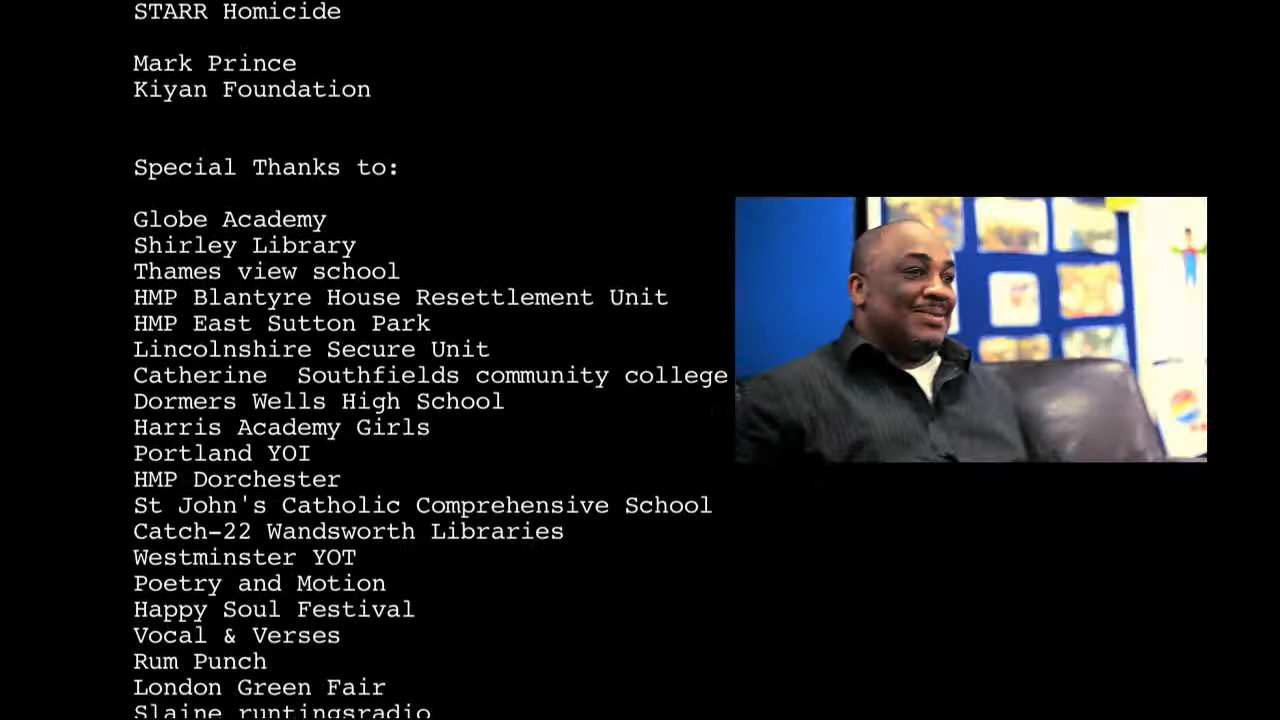 STARR Homicide
Mark Prince
Kiyan Foundation
Special Thanks to:
Globe Academy
Shirley Library
Thames view school
HMP Blantyre House Resettlement Unit
HMP East Sutton Park
Lincolnshire Secure Unit
Catherine  Southfields community college
Dormers Wells High School
Harris Academy Girls
Portland YOI
HMP Dorchester
St John's Catholic Comprehensive School
Catch-22 Wandsworth Libraries
Westminster YOT
Poetry and Motion
Happy Soul Festival
Vocal & Verses
Rum Punch
London Green Fair
Slaine runtingsradio